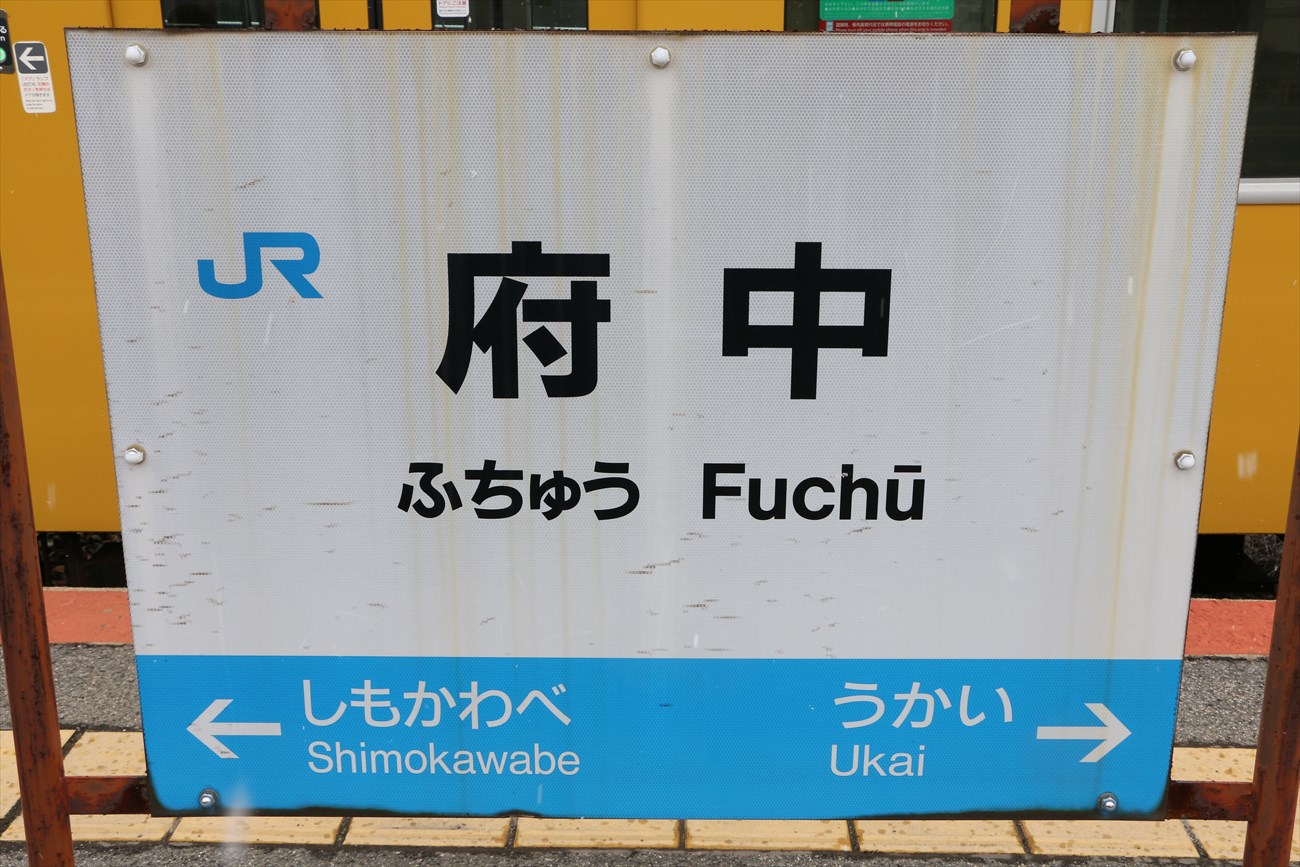 JR
府中
ふちゅう Fuchū
しもかわべ
Shimokawabe
うかい
Ukai